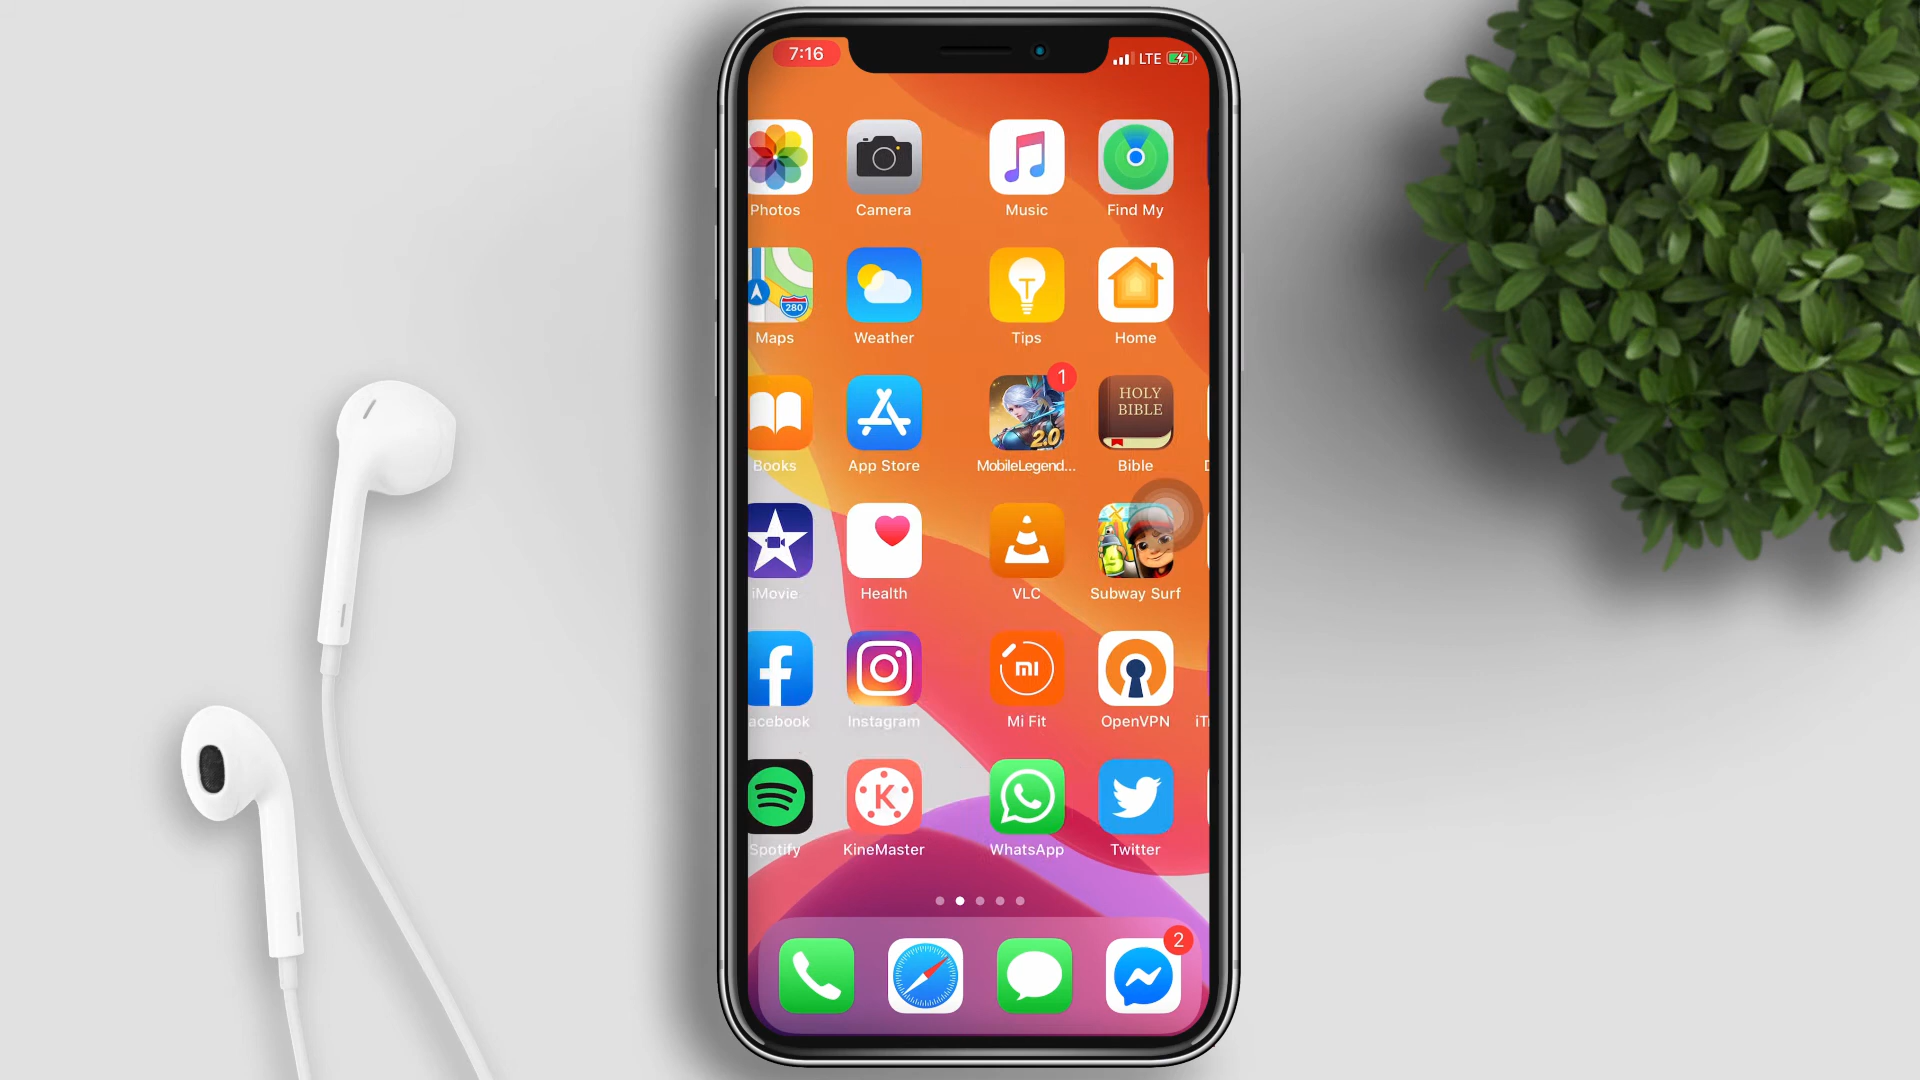 7:16
LTE
Photos Camera Music Find My
280
Maps Weather Tips Home
1
2.0
HOLY
BIBLE
Books App Store MobileLegend... Bible
iMovie Health VLC Subway Surf
mi
acebook Instagram Mi Fit OpenVPN
K
Spotify KineMaster WhatsApp Twitter
2